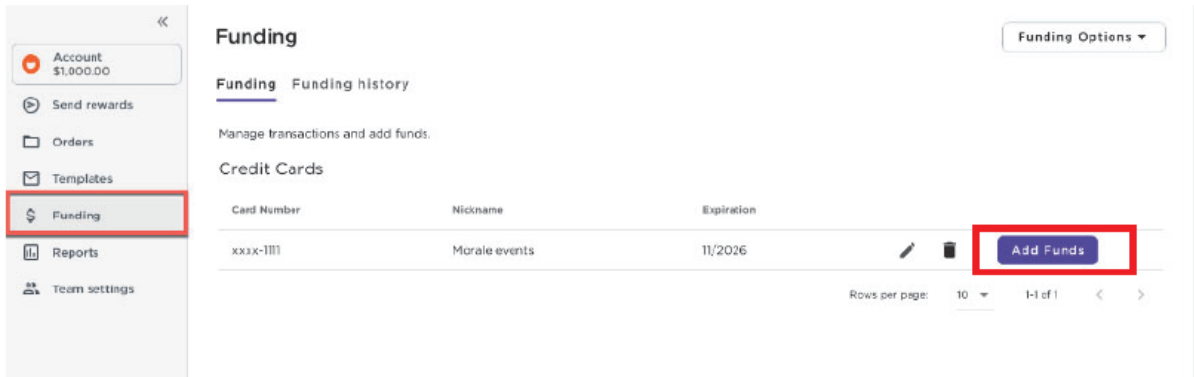 Account
$1,000.00
Send rewards
Orders
Templates
Funding
Reports
Team settings
Funding
Funding Options
Funding Funding history
Manage transactions and add funds.
Credit Cards
Card Number Nickname Expiration
xxxx-1111 Morale events 11/2026 Add Funds
Rows per page: 10 1-1 of 1